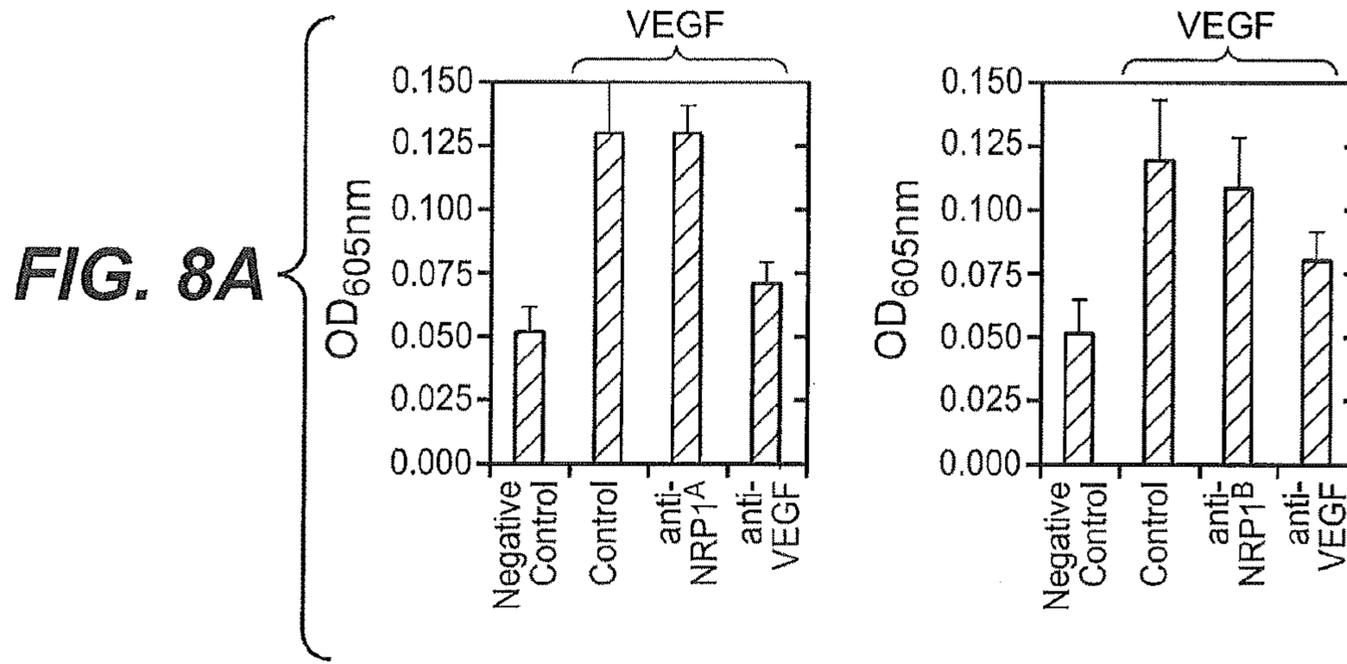 FIG. 8A
VEGF
OD605nm
0.150
0.125
0.100
0.075
0.050
0.025
0.000
Negative
Control
Control
anti-
NRP1A
anti-
VEGF
VEGF
OD605nm
0.150
0.125
0.100
0.075
0.050
0.025
0.000
Negative
Control
Control
anti-
NRP1B
anti-
VEGF